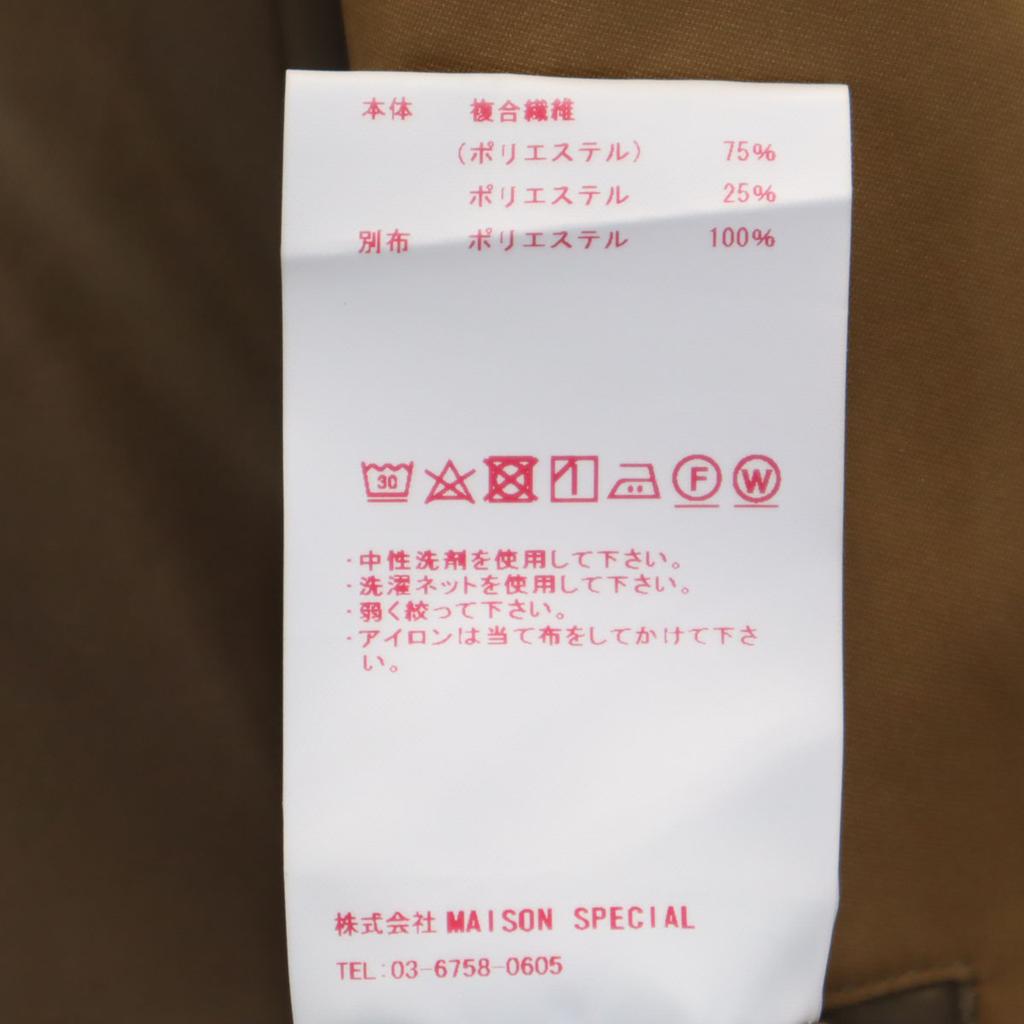 本体 複合繊維
(ポリエステル) 75%
ポリエステル 25%
別布 ポリエステル 100%
30 F W
・中性洗剤を使用して下さい。
・洗濯ネットを使用して下さい。
・弱く絞って下さい。
・アイロンは当て布をしてかけて下さ
い。
株式会社 MAISON SPECIAL
TEL:03-6758-0605